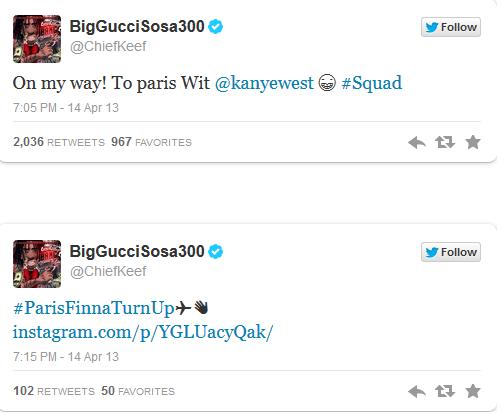 BigGucciSosa300
@ChiefKeef
Follow
On my way! To paris Wit @kanyewest 😁 #Squad
7:05 PM - 14 Apr 13
2,036 RETWEETS 967 FAVORITES
BigGucciSosa300
@ChiefKeef
Follow
#ParisFinnaTurnUp✈👋
instagram.com/p/YGLUacyQak/
7:15 PM - 14 Apr 13
102 RETWEETS 50 FAVORITES